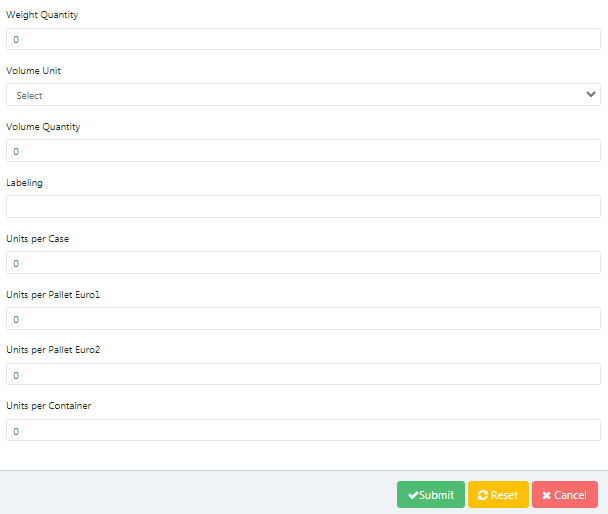 Weight Quantity
0
Volume Unit
Select
Volume Quantity
0
Labeling
Units per Case
0
Units per Pallet Euro1
0
Units per Pallet Euro2
0
Units per Container
0
Submit Reset Cancel